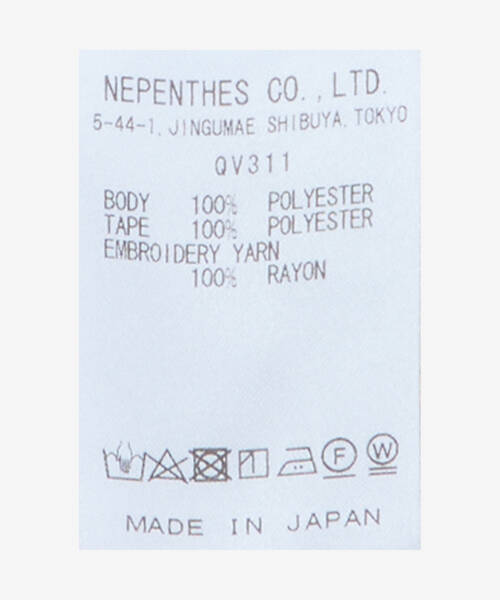 NEPENTHES CO.,LTD.
5-44-1, JINGUMAE SHIBUYA, TOKYO
QV311
BODY 100% POLYESTER
TAPE 100% POLYESTER
EMBROIDERY YARN
100% RAYON
F W
MADE IN JAPAN